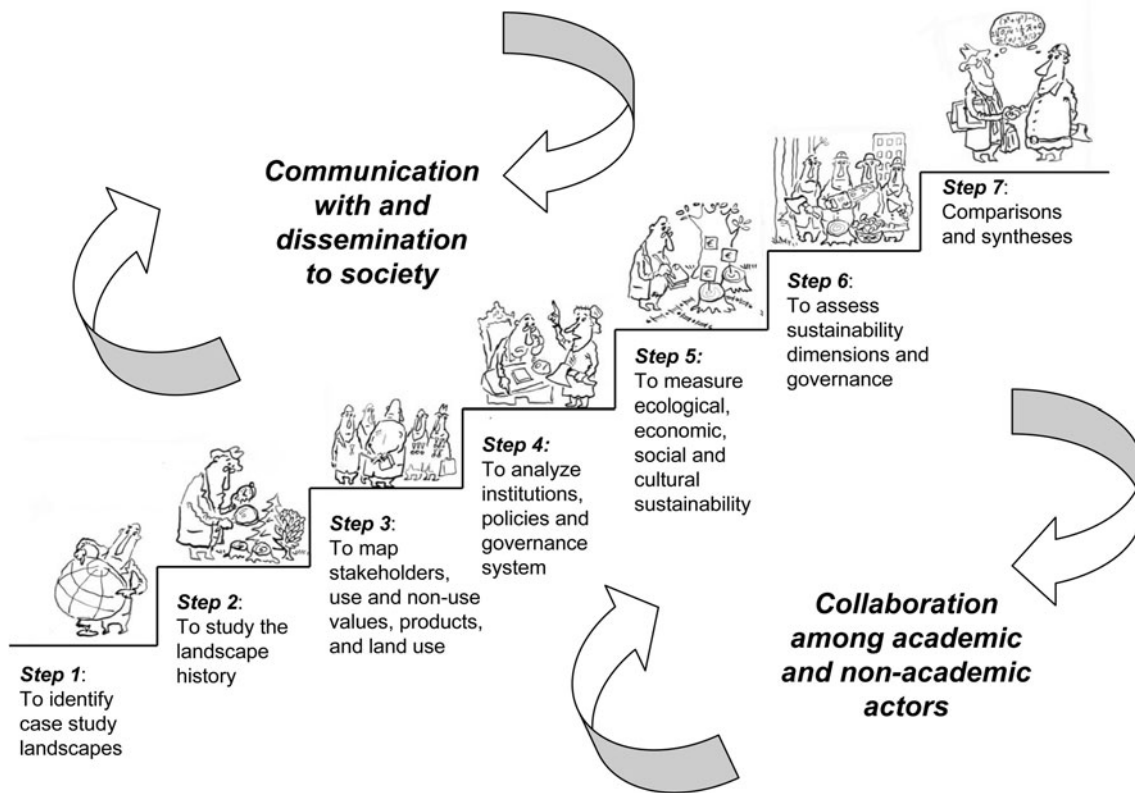 Communication
with and
dissemination
to society
Step 1:
To identify
case study
landscapes
Step 2:
To study the
landscape
history
Step 3:
To map
stakeholders,
use and non-use
values, products,
and land use
Step 4:
To analyze
institutions,
policies and
governance
system
Step 5:
To measure
ecological,
economic,
social and
cultural
sustainability
Step 6:
To assess
sustainability
dimensions and
governance
Step 7:
Comparisons
and syntheses
Collaboration
among academic
and non-academic
actors
€
€
€